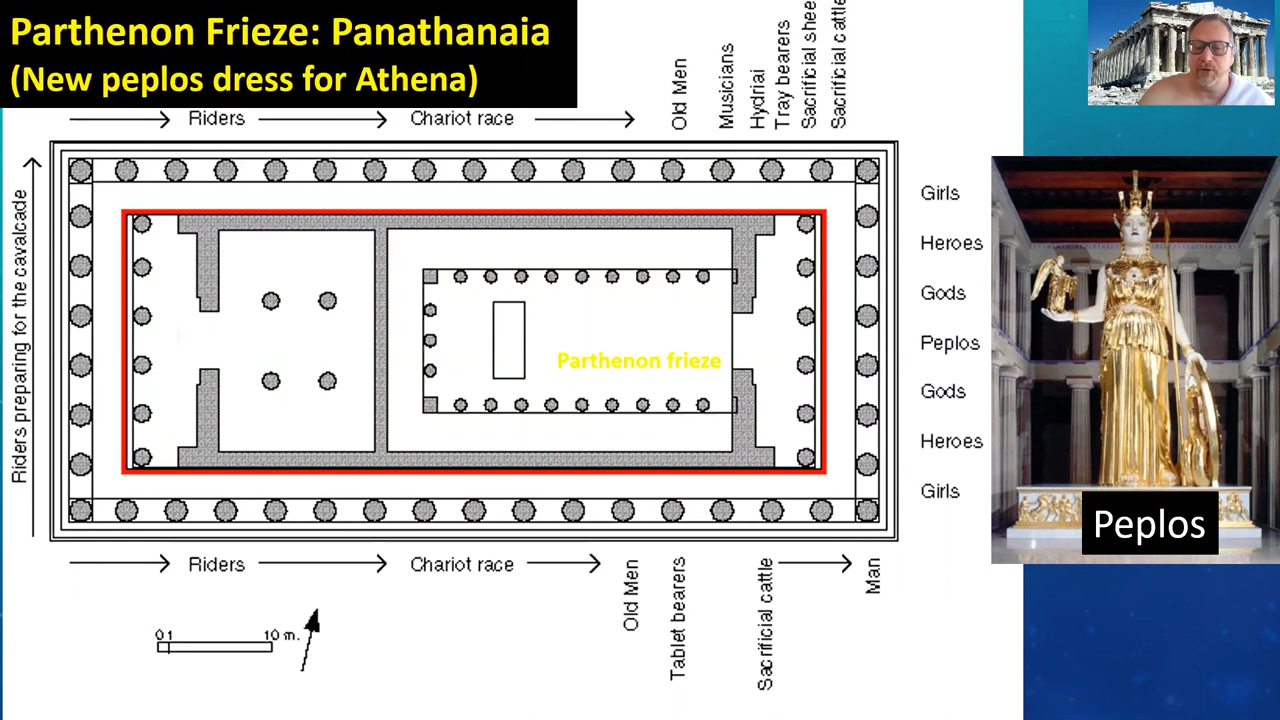 Parthenon Frieze: Panathanaia
(New peplos dress for Athena)
Riders
Chariot race
Old Men
Musicians
Hydriai
Tray bearers
Sacrificial shee
Sacrificial cattle
Riders preparing for the cavalcade
Girls
Heroes
Gods
Peplos
Gods
Heroes
Girls
Parthenon frieze
Peplos
Riders
Chariot race
Old Men
Tablet bearers
Sacrificial cattle
Man
0 1 10 m.